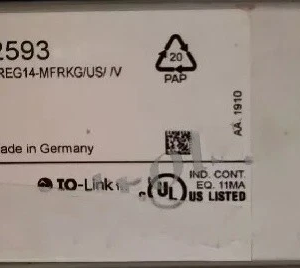 2593
REG14-MFRKG/US/ /V
20
PAP
AA. 1910
ade in Germany
IO-Link
c UL
IND. CONT.
EQ. 11MA
US LISTED